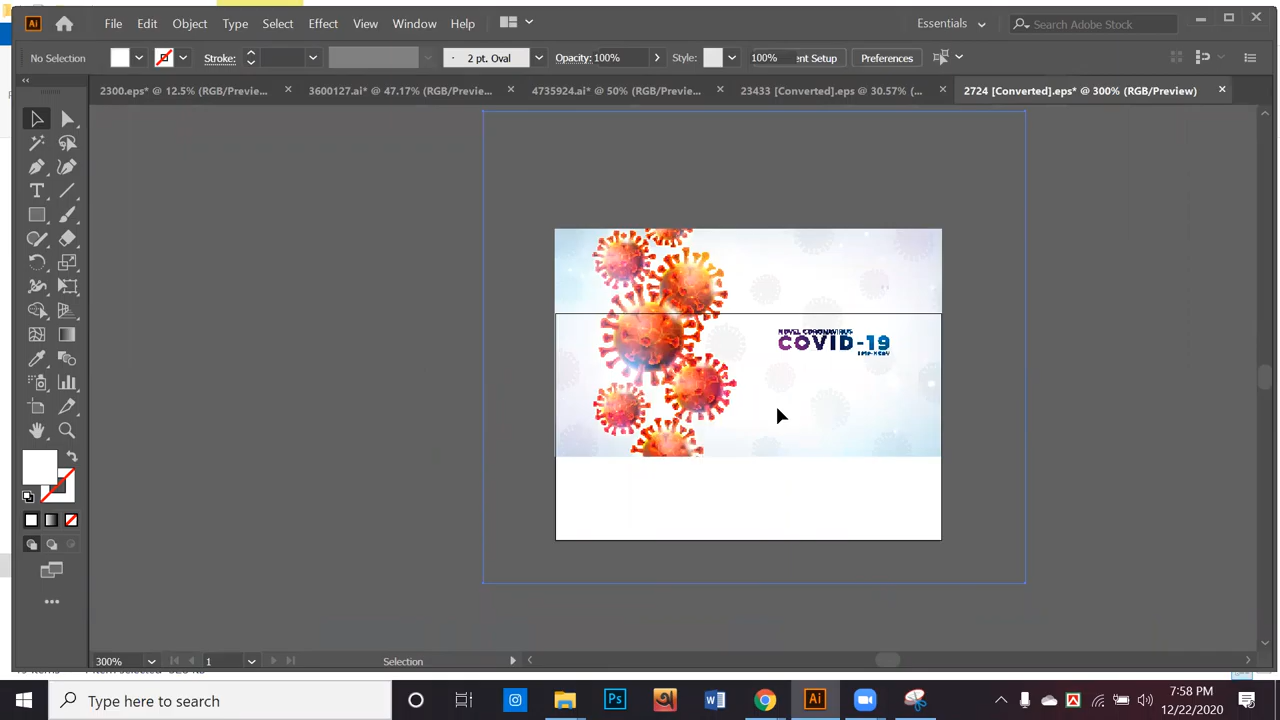 File Edit Object Type Select Effect View Window Help
Essentials
Search Adobe Stock
No Selection
Stroke:
2 pt. Oval
Opacity: 100%
Style:
100%
ent Setup
Preferences
2300.eps* @ 12.5% (RGB/Previe...
3600127.ai* @ 47.17% (RGB/Previe...
4735924.ai* @ 50% (RGB/Previe...
23433 [Converted].eps @ 30.57% (...
2724 [Converted].eps* @ 300% (RGB/Preview)
NOVEL CORONAVIRUS
COVID-19
300%
1
Selection
Type here to search
7:58 PM
12/22/2020